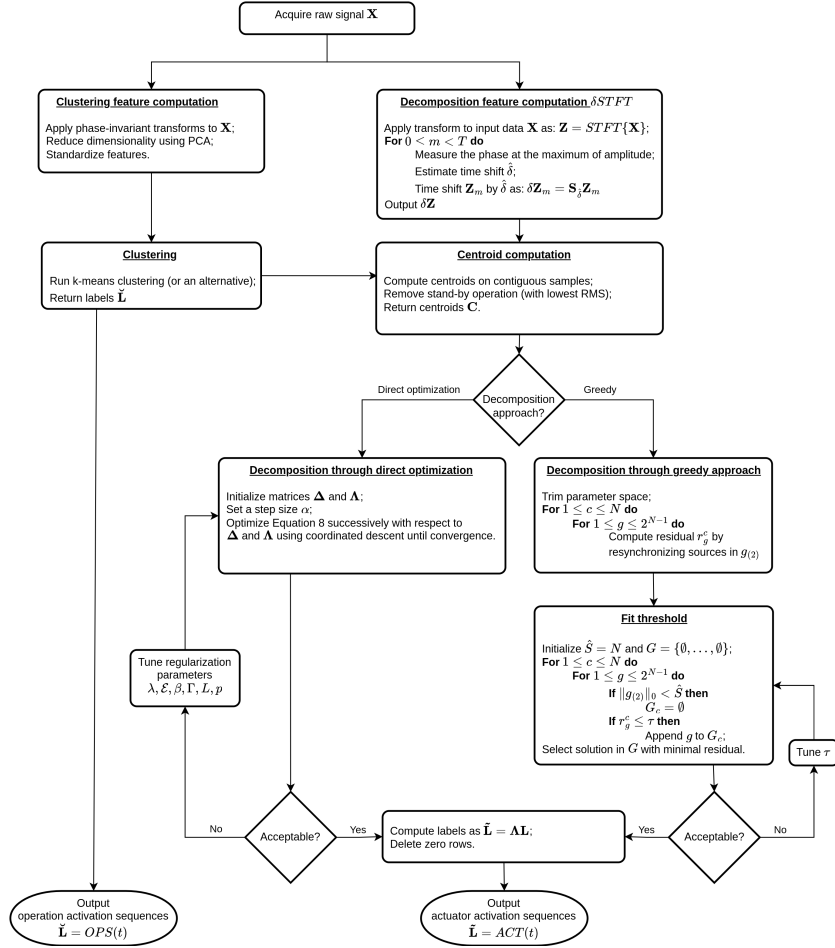 Acquire raw signal X
Clustering feature computation
Apply phase-invariant transforms to X;
Reduce dimensionality using PCA;
Standardize features.
Decomposition feature computation δSTFT
Apply transform to input data X as: Z = STFT{X};
For 0 < m < T do
Measure the phase at the maximum of amplitude;
Estimate time shift δ̂;
Time shift Z_m by δ̂ as: δZ_m = S_δ̂ Z_m
Output δZ
Clustering
Run k-means clustering (or an alternative);
Return labels L̆
Centroid computation
Compute centroids on contiguous samples;
Remove stand-by operation (with lowest RMS);
Return centroids C.
Decomposition
approach?
Direct optimization
Greedy
Decomposition through direct optimization
Initialize matrices Δ and Λ;
Set a step size α;
Optimize Equation 8 successively with respect to
Δ and Λ using coordinated descent until convergence.
Decomposition through greedy approach
Trim parameter space;
For 1 ≤ c ≤ N do
For 1 ≤ g ≤ 2^{N−1} do
Compute residual r_g^c by
resynchronizing sources in g_(2)
Fit threshold
Initialize Ŝ = N and G = {∅, . . . , ∅};
For 1 ≤ c ≤ N do
For 1 ≤ g ≤ 2^{N−1} do
If ‖g_(2)‖_0 < Ŝ then
G_c = ∅
If r_g^c ≤ τ then
Append g to G_c;
Select solution in G with minimal residual.
Tune regularization
parameters
λ, ℰ, β, Γ, L, p
Tune τ
No
Acceptable?
Yes
Compute labels as L̃ = ΛL;
Delete zero rows.
Yes
Acceptable?
No
Output
operation activation sequences
L̆ = OPS(t)
Output
actuator activation sequences
L̃ = ACT(t)